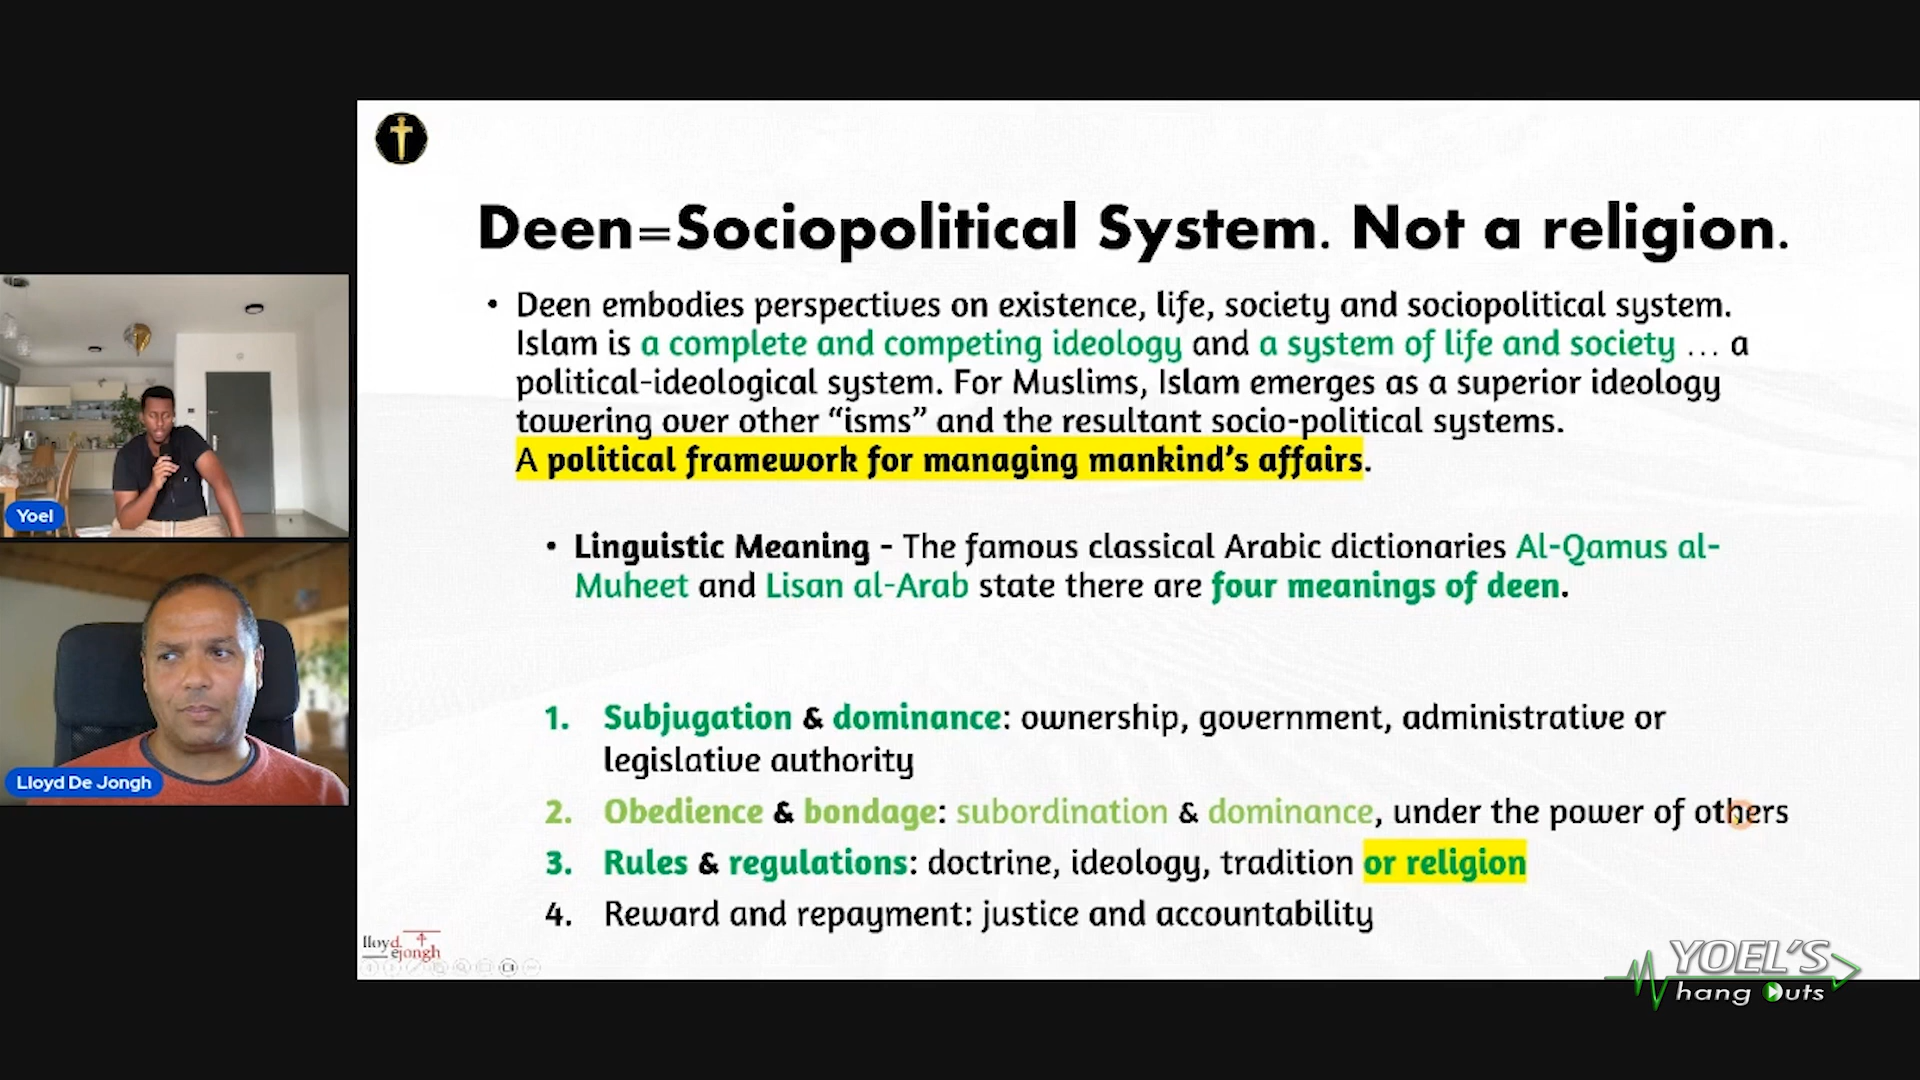 Deen=Sociopolitical System. Not a religion.
• Deen embodies perspectives on existence, life, society and sociopolitical system.
Islam is a complete and competing ideology and a system of life and society ... a
political-ideological system. For Muslims, Islam emerges as a superior ideology
towering over other “isms” and the resultant socio-political systems.
A political framework for managing mankind’s affairs.
• Linguistic Meaning - The famous classical Arabic dictionaries Al-Qamus al-
Muheet and Lisan al-Arab state there are four meanings of deen.
1. Subjugation & dominance: ownership, government, administrative or
legislative authority
2. Obedience & bondage: subordination & dominance, under the power of others
3. Rules & regulations: doctrine, ideology, tradition or religion
4. Reward and repayment: justice and accountability
Yoel
Lloyd De Jongh
lloyd
ejongh
YOEL'S
hang outs